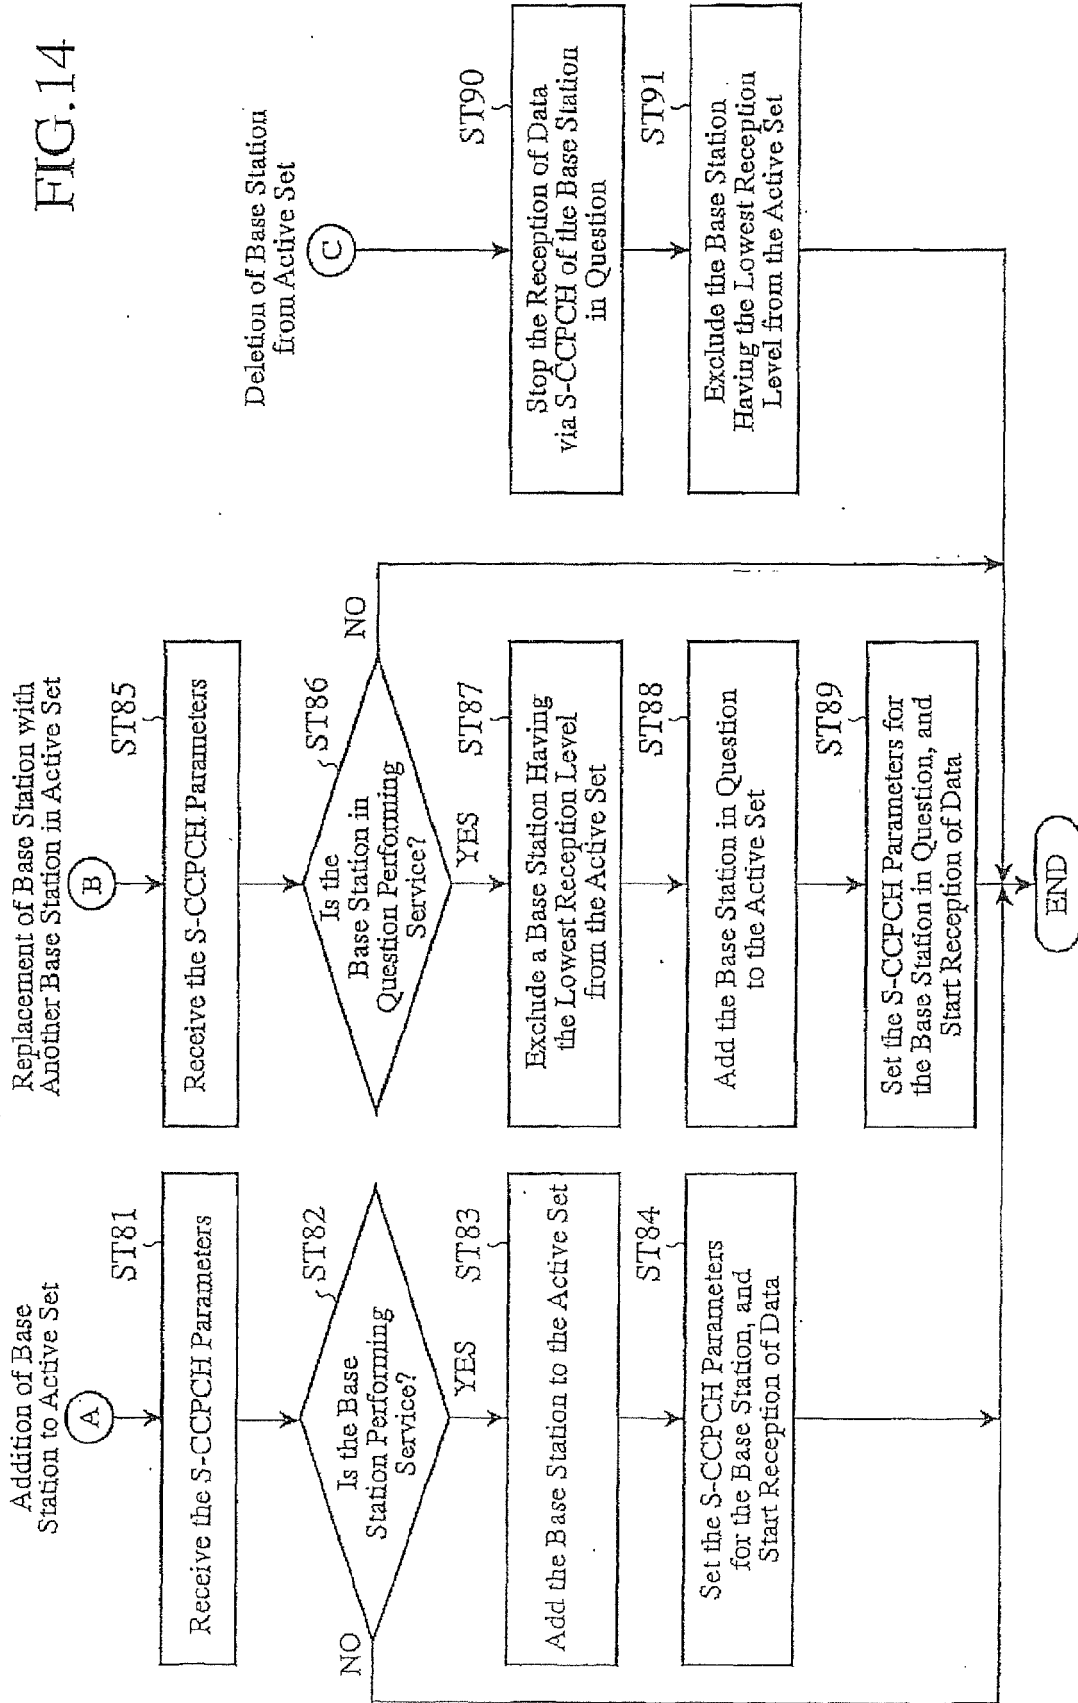 FIG.14
Addition of Base
Station to Active Set
A
ST81
Receive the S-CCPCH Parameters
ST82
Is the Base
Station Performing
Service?
NO
YES
ST83
Add the Base Station to the Active Set
ST84
Set the S-CCPCH Parameters
for the Base Station, and
Start Reception of Data
Replacement of Base Station with
Another Base Station in Active Set
B
ST85
Receive the S-CCPCH Parameters
ST86
Is the
Base Station in
Question Performing
Service?
NO
YES
ST87
Exclude a Base Station Having
the Lowest Reception Level
from the Active Set
ST88
Add the Base Station in Question
to the Active Set
ST89
Set the S-CCPCH Parameters for
the Base Station in Question, and
Start Reception of Data
END
Deletion of Base Station
from Active Set
C
ST90
Stop the Reception of Data
via S-CCPCH of the Base Station
in Question
ST91
Exclude the Base Station
Having the Lowest Reception
Level from the Active Set